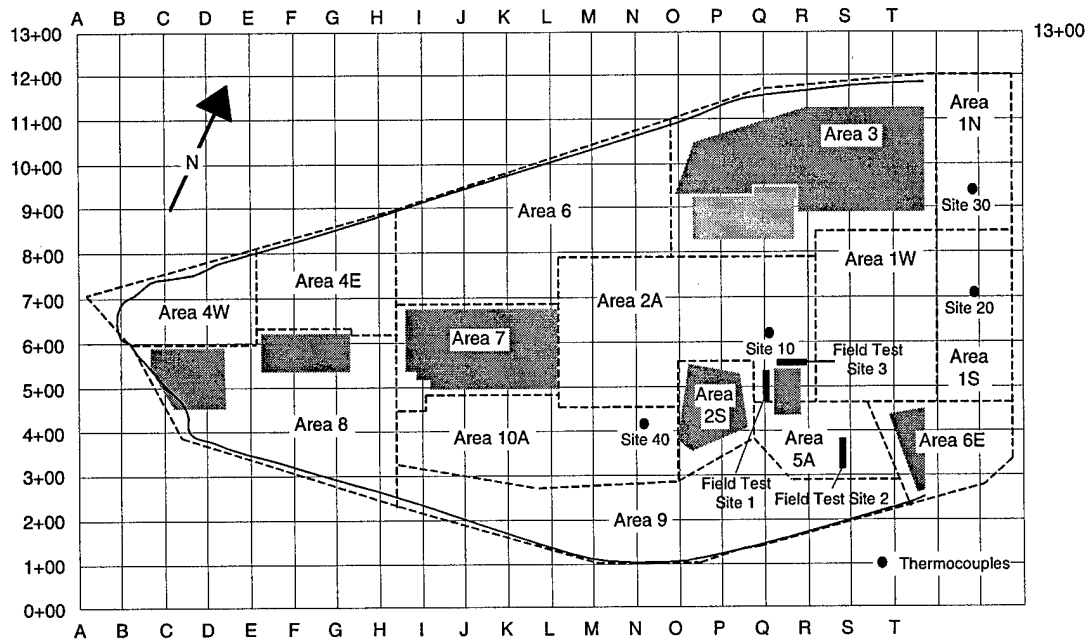 A B C D E F G H I J K L M N O P Q R S T
13+00 13+00
12+00
11+00
10+00
9+00
8+00
7+00
6+00
5+00
4+00
3+00
2+00
1+00
0+00
N
Area
1N
Area 3
Site 30
Area 6
Area 1W
Area 4E
Area 2A
Area 4W
Site 20
Area 7
Site 10
Field Test
Site 3
Area
1S
Area
2S
Area 8
Area 10A
Site 40
Area
5A
Area 6E
Field Test
Site 1
Field Test Site 2
Area 9
Thermocouples
A B C D E F G H I J K L M N O P Q R S T